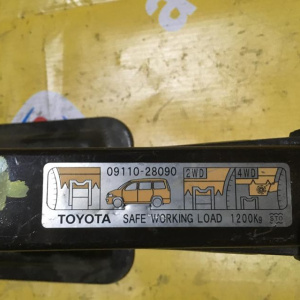 09110-28090
2WD
4WD
TOYOTA SAFE WORKING LOAD 1200Kg